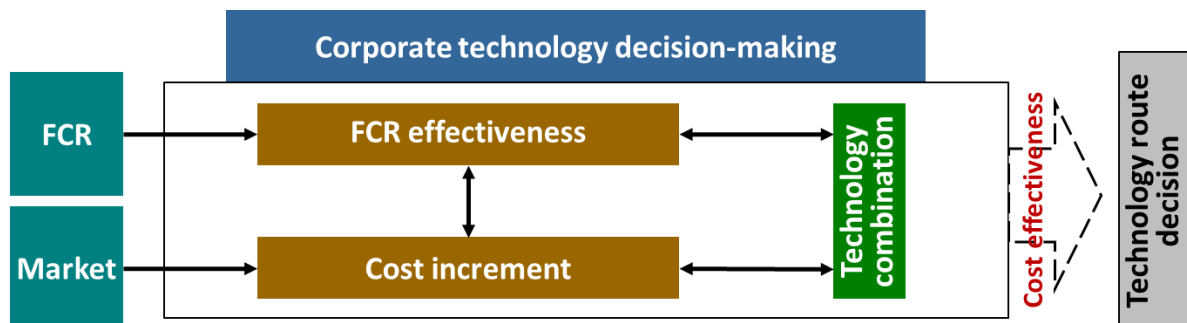 Corporate technology decision-making
FCR
FCR effectiveness
Market
Cost increment
Technology
combination
Cost effectiveness
Technology route
decision